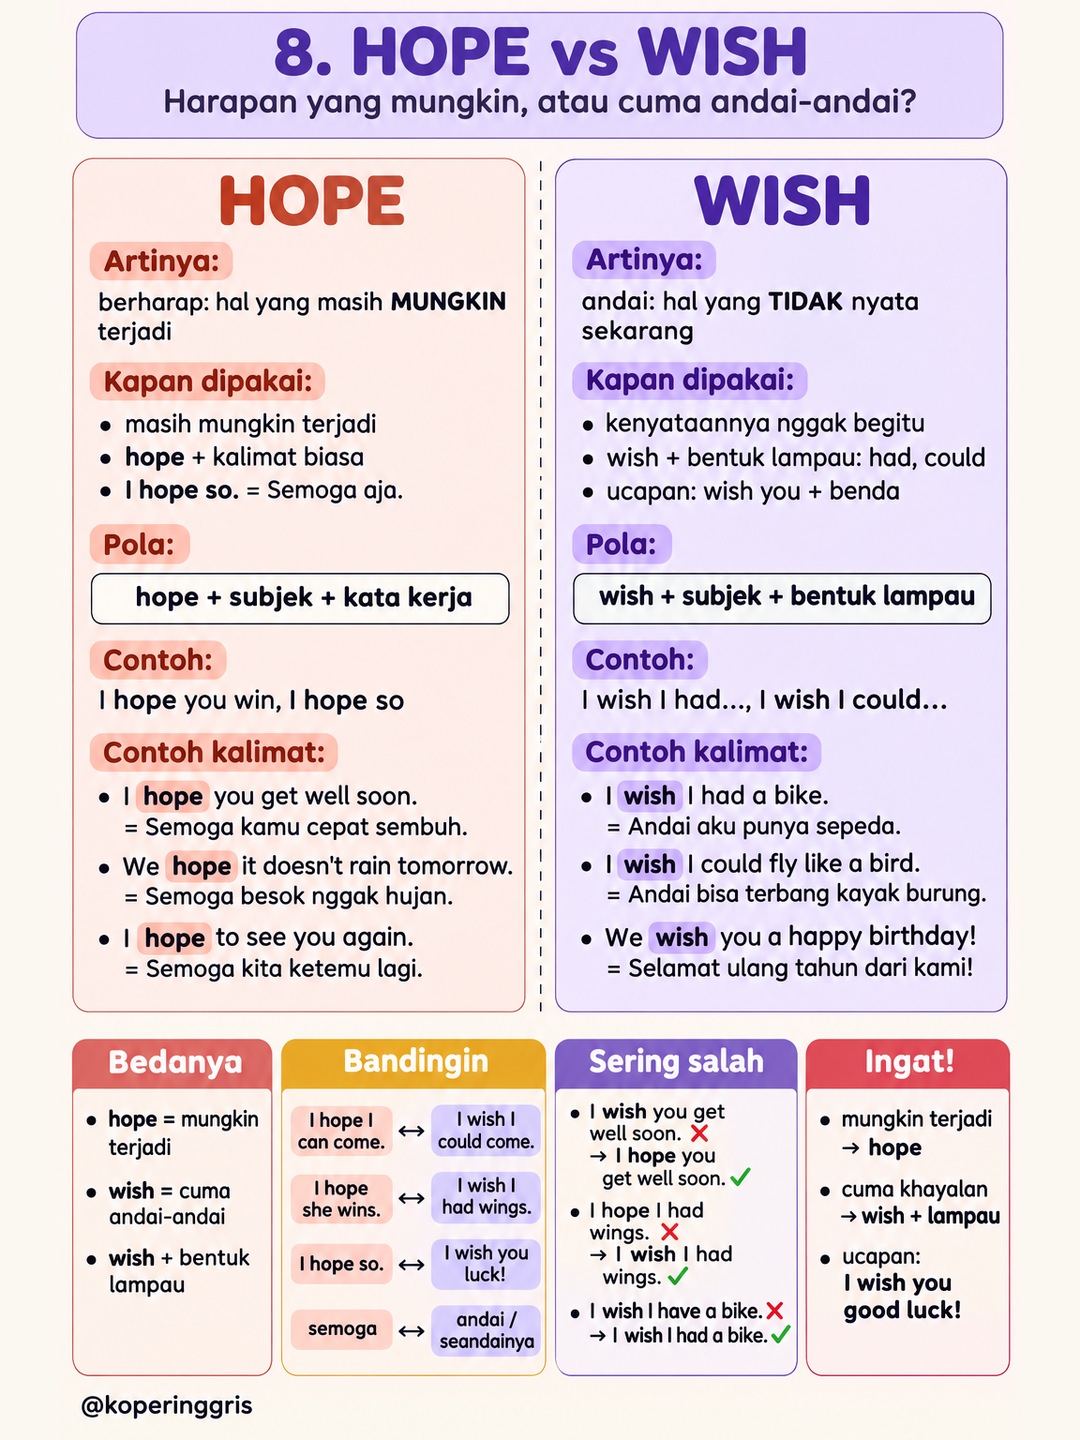 8. HOPE vs WISH
Harapan yang mungkin, atau cuma andai-andai?
HOPE
Artinya:
berharap: hal yang masih MUNGKIN
terjadi
Kapan dipakai:
• masih mungkin terjadi
• hope + kalimat biasa
• I hope so. = Semoga aja.
Pola:
hope + subjek + kata kerja
Contoh:
I hope you win, I hope so
Contoh kalimat:
• I hope you get well soon.
= Semoga kamu cepat sembuh.
• We hope it doesn't rain tomorrow.
= Semoga besok nggak hujan.
• I hope to see you again.
= Semoga kita ketemu lagi.
WISH
Artinya:
andai: hal yang TIDAK nyata
sekarang
Kapan dipakai:
• kenyataannya nggak begitu
• wish + bentuk lampau: had, could
• ucapan: wish you + benda
Pola:
wish + subjek + bentuk lampau
Contoh:
I wish I had..., I wish I could...
Contoh kalimat:
• I wish I had a bike.
= Andai aku punya sepeda.
• I wish I could fly like a bird.
= Andai bisa terbang kayak burung.
• We wish you a happy birthday!
= Selamat ulang tahun dari kami!
Bedanya
• hope = mungkin
terjadi
• wish = cuma
andai-andai
• wish + bentuk
lampau
Bandingin
I hope I
can come.
↔
I wish I
could come.
I hope
she wins.
↔
I wish I
had wings.
I hope so.
↔
I wish you
luck!
semoga
↔
andai /
seandainya
Sering salah
• I wish you get
well soon. ❌
→ I hope you
get well soon. ✓
• I hope I had
wings. ❌
→ I wish I had
wings. ✓
• I wish I have a bike. ❌
→ I wish I had a bike. ✓
Ingat!
• mungkin terjadi
→ hope
• cuma khayalan
→ wish + lampau
• ucapan:
I wish you
good luck!
@koperinggris